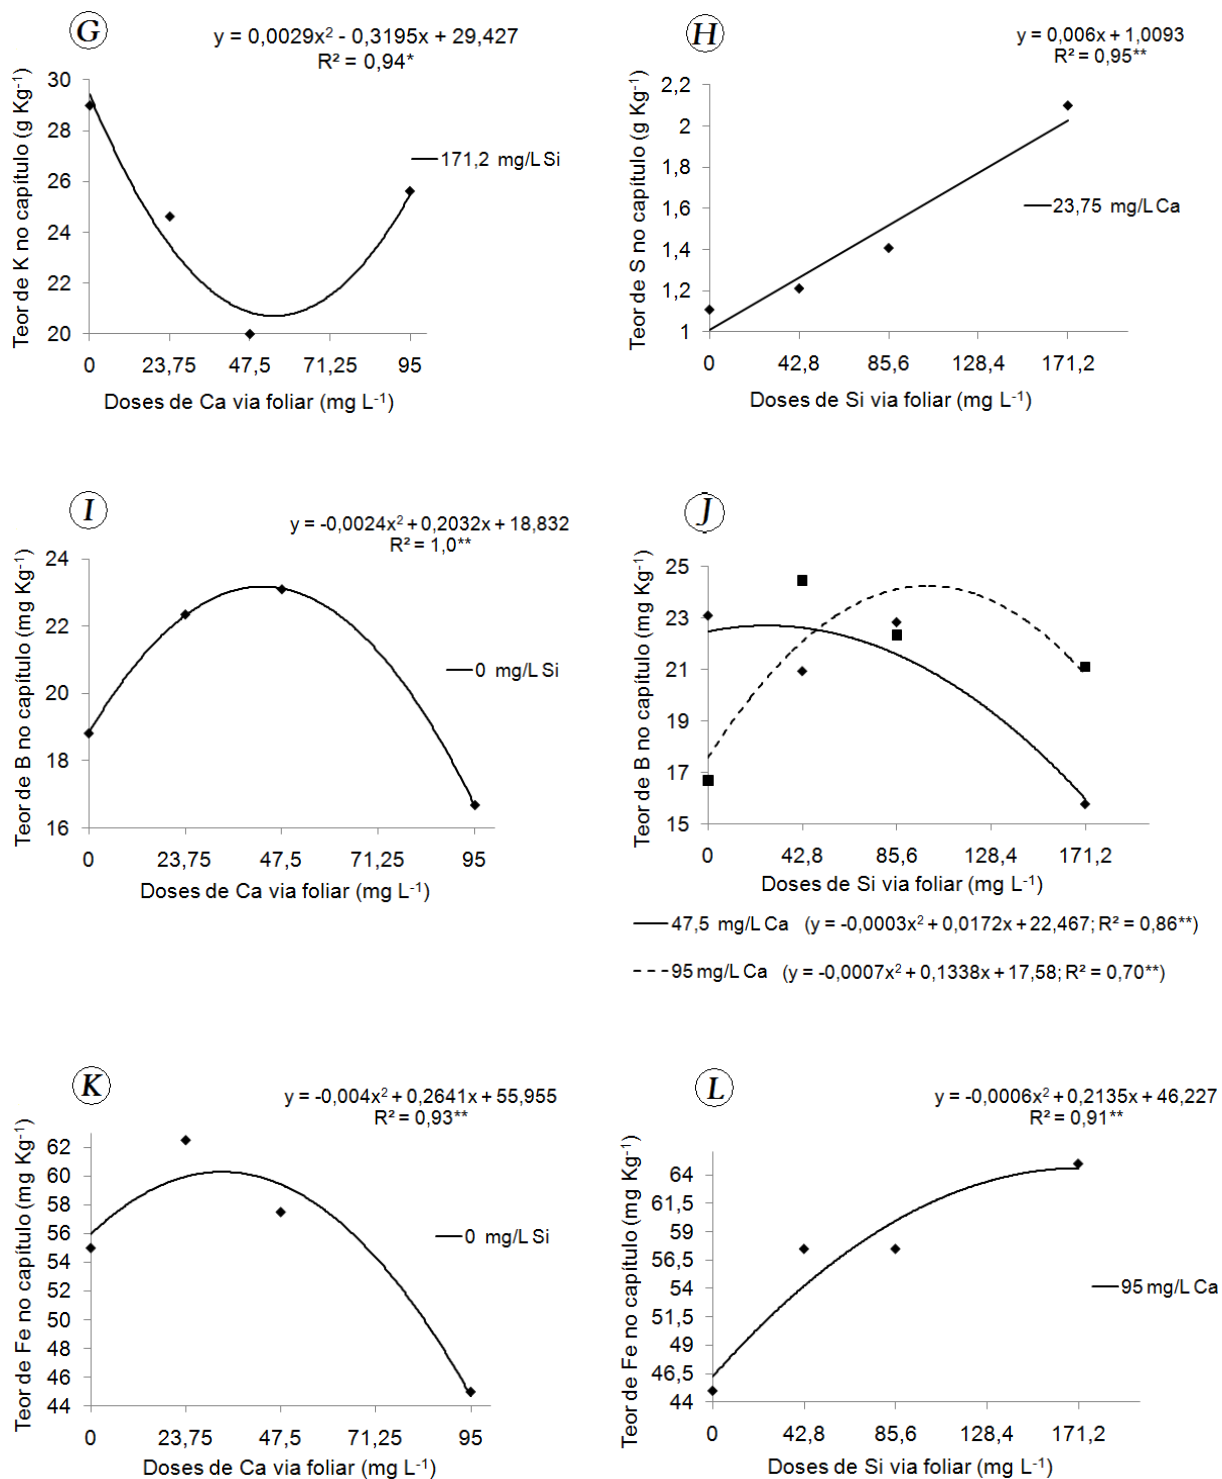 G
y = 0,0029x² - 0,3195x + 29,427
R² = 0,94*
Teor de K no capítulo (g Kg⁻¹)
30
28
26
24
22
20
171,2 mg/L Si
0 23,75 47,5 71,25 95
Doses de Ca via foliar (mg L⁻¹)
H
y = 0,006x + 1,0093
R² = 0,95**
Teor de S no capítulo (g Kg⁻¹)
2,2
2
1,8
1,6
1,4
1,2
1
23,75 mg/L Ca
0 42,8 85,6 128,4 171,2
Doses de Si via foliar (mg L⁻¹)
I
y = -0,0024x² + 0,2032x + 18,832
R² = 1,0**
Teor de B no capítulo (mg Kg⁻¹)
24
22
20
18
16
0 mg/L Si
0 23,75 47,5 71,25 95
Doses de Ca via foliar (mg L⁻¹)
J
Teor de B no capítulo (mg Kg⁻¹)
25
23
21
19
17
15
0 42,8 85,6 128,4 171,2
Doses de Si via foliar (mg L⁻¹)
47,5 mg/L Ca (y = -0,0003x² + 0,0172x + 22,467; R² = 0,86**)
95 mg/L Ca (y = -0,0007x² + 0,1338x + 17,58; R² = 0,70**)
K
y = -0,004x² + 0,2641x + 55,955
R² = 0,93**
Teor de Fe no capítulo (mg Kg⁻¹)
62
60
58
56
54
52
50
48
46
44
0 mg/L Si
0 23,75 47,5 71,25 95
Doses de Ca via foliar (mg L⁻¹)
L
y = -0,0006x² + 0,2135x + 46,227
R² = 0,91**
Teor de Fe no capítulo (mg Kg⁻¹)
64
61,5
59
56,5
54
51,5
49
46,5
44
95 mg/L Ca
0 42,8 85,6 128,4 171,2
Doses de Si via foliar (mg L⁻¹)